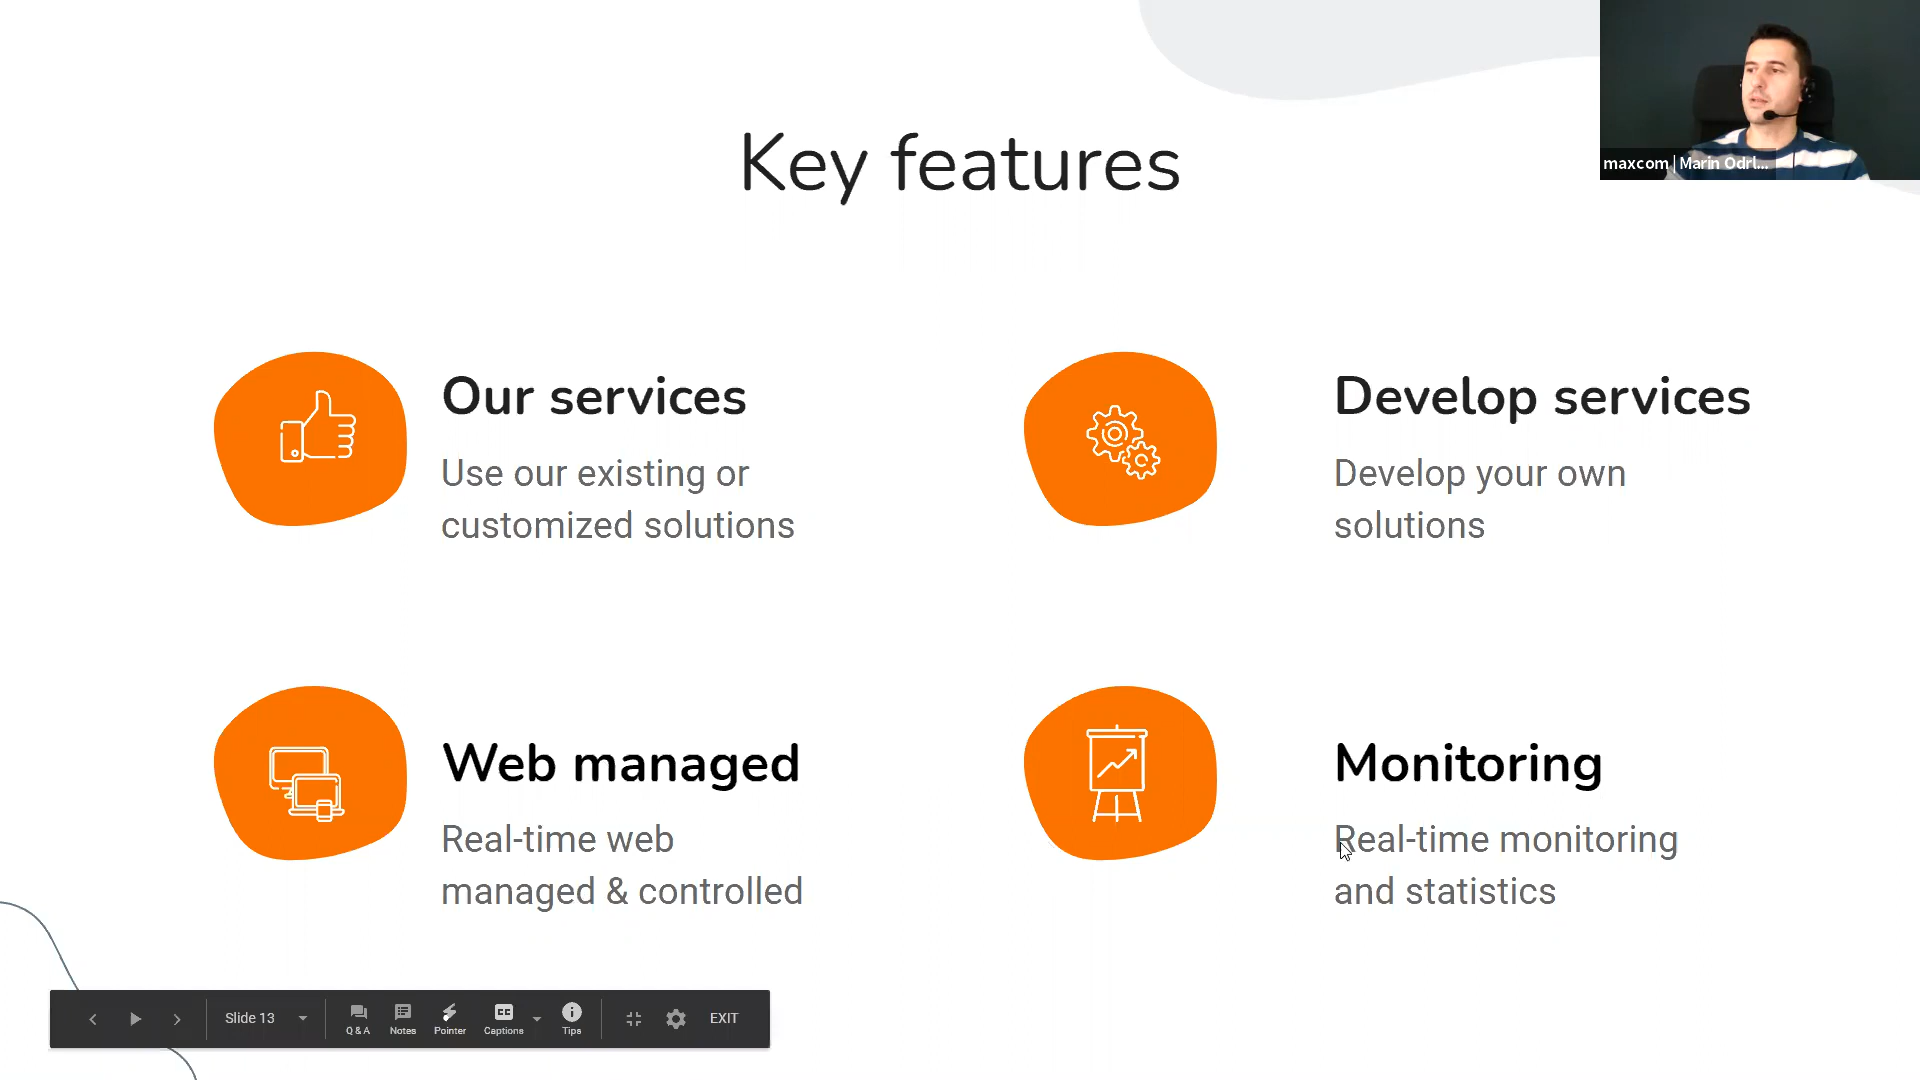 Key features
maxcom | Marin Odrl...
Our services
Use our existing or
customized solutions
Develop services
Develop your own
solutions
Web managed
Real-time web
managed & controlled
Monitoring
Real-time monitoring
and statistics
Slide 13
Q & A
Notes
Pointer
CC
Captions
Tips
EXIT